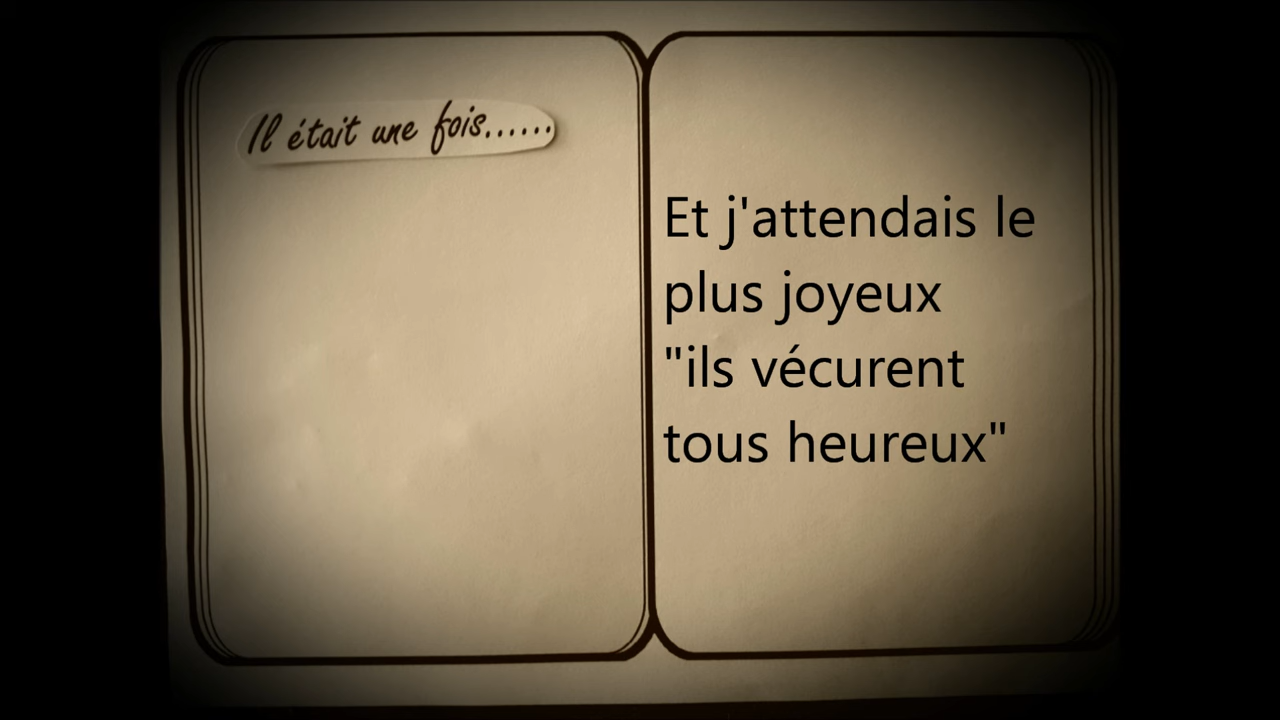 Il était une fois......
Et j'attendais le
plus joyeux
"ils vécurent
tous heureux"